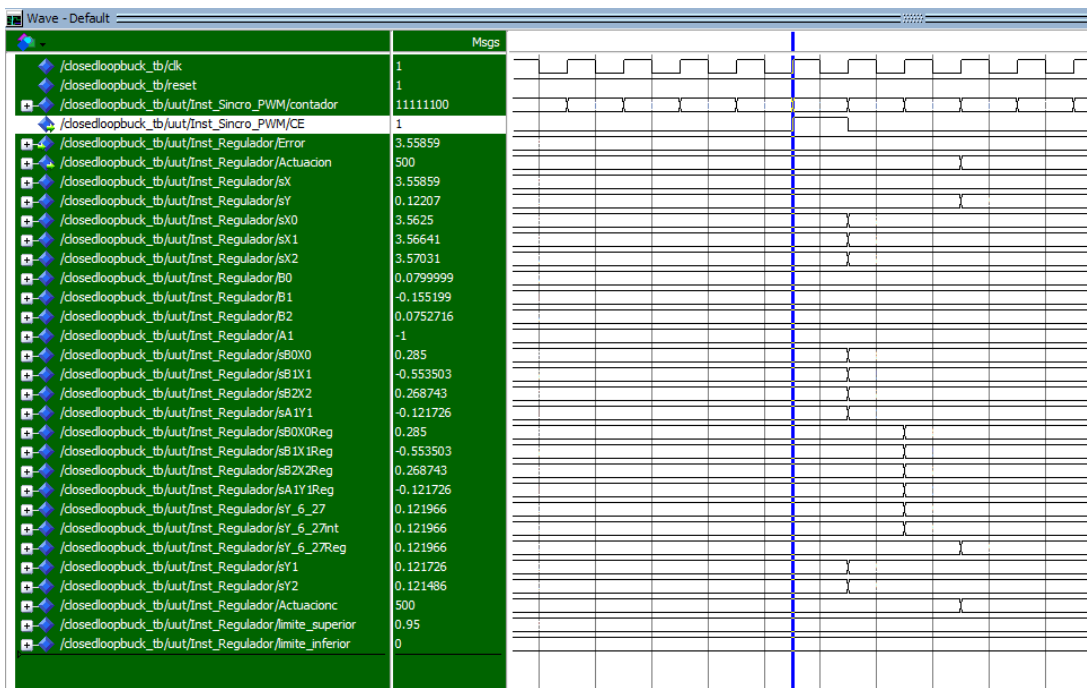 Wave - Default
Msgs
/closedloopbuck_tb/clk 1
/closedloopbuck_tb/reset 1
/closedloopbuck_tb/uut/Inst_Sincro_PWM/contador 11111100
/closedloopbuck_tb/uut/Inst_Sincro_PWM/CE 1
/closedloopbuck_tb/uut/Inst_Regulador/Error 3.55859
/closedloopbuck_tb/uut/Inst_Regulador/Actuacion 500
/closedloopbuck_tb/uut/Inst_Regulador/sX 3.55859
/closedloopbuck_tb/uut/Inst_Regulador/sY 0.12207
/closedloopbuck_tb/uut/Inst_Regulador/sX0 3.5625
/closedloopbuck_tb/uut/Inst_Regulador/sX1 3.56641
/closedloopbuck_tb/uut/Inst_Regulador/sX2 3.57031
/closedloopbuck_tb/uut/Inst_Regulador/B0 0.0799999
/closedloopbuck_tb/uut/Inst_Regulador/B1 -0.155199
/closedloopbuck_tb/uut/Inst_Regulador/B2 0.0752716
/closedloopbuck_tb/uut/Inst_Regulador/A1 -1
/closedloopbuck_tb/uut/Inst_Regulador/sB0X0 0.285
/closedloopbuck_tb/uut/Inst_Regulador/sB1X1 -0.553503
/closedloopbuck_tb/uut/Inst_Regulador/sB2X2 0.268743
/closedloopbuck_tb/uut/Inst_Regulador/sA1Y1 -0.121726
/closedloopbuck_tb/uut/Inst_Regulador/sB0X0Reg 0.285
/closedloopbuck_tb/uut/Inst_Regulador/sB1X1Reg -0.553503
/closedloopbuck_tb/uut/Inst_Regulador/sB2X2Reg 0.268743
/closedloopbuck_tb/uut/Inst_Regulador/sA1Y1Reg -0.121726
/closedloopbuck_tb/uut/Inst_Regulador/sY_6_27 0.121966
/closedloopbuck_tb/uut/Inst_Regulador/sY_6_27Int 0.121966
/closedloopbuck_tb/uut/Inst_Regulador/sY_6_27Reg 0.121966
/closedloopbuck_tb/uut/Inst_Regulador/sY1 0.121726
/closedloopbuck_tb/uut/Inst_Regulador/sY2 0.121486
/closedloopbuck_tb/uut/Inst_Regulador/Actuacionc 500
/closedloopbuck_tb/uut/Inst_Regulador/limite_superior 0.95
/closedloopbuck_tb/uut/Inst_Regulador/limite_inferior 0